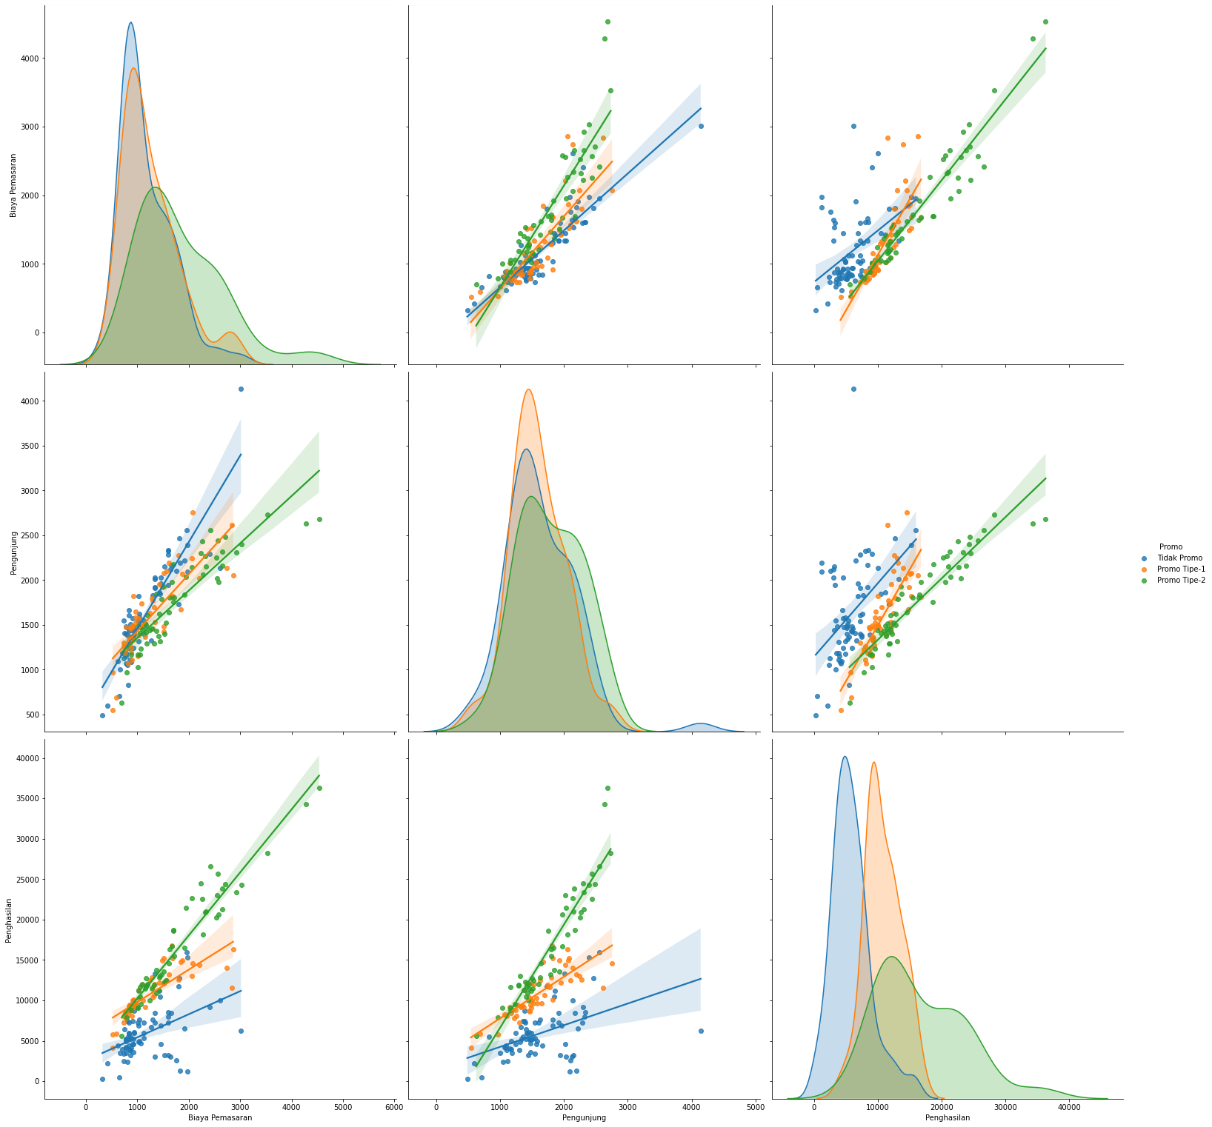 4000
3000
2000
1000
0
Biaya Pemasaran
4000
3500
3000
2500
2000
1500
1000
500
Pengunjung
Promo
Tidak Promo
Promo Tipe-1
Promo Tipe-2
40000
35000
30000
25000
20000
15000
10000
5000
0
Penghasilan
0 1000 2000 3000 4000 5000 6000
Biaya Pemasaran
0 1000 2000 3000 4000 5000
Pengunjung
0 10000 20000 30000 40000
Penghasilan